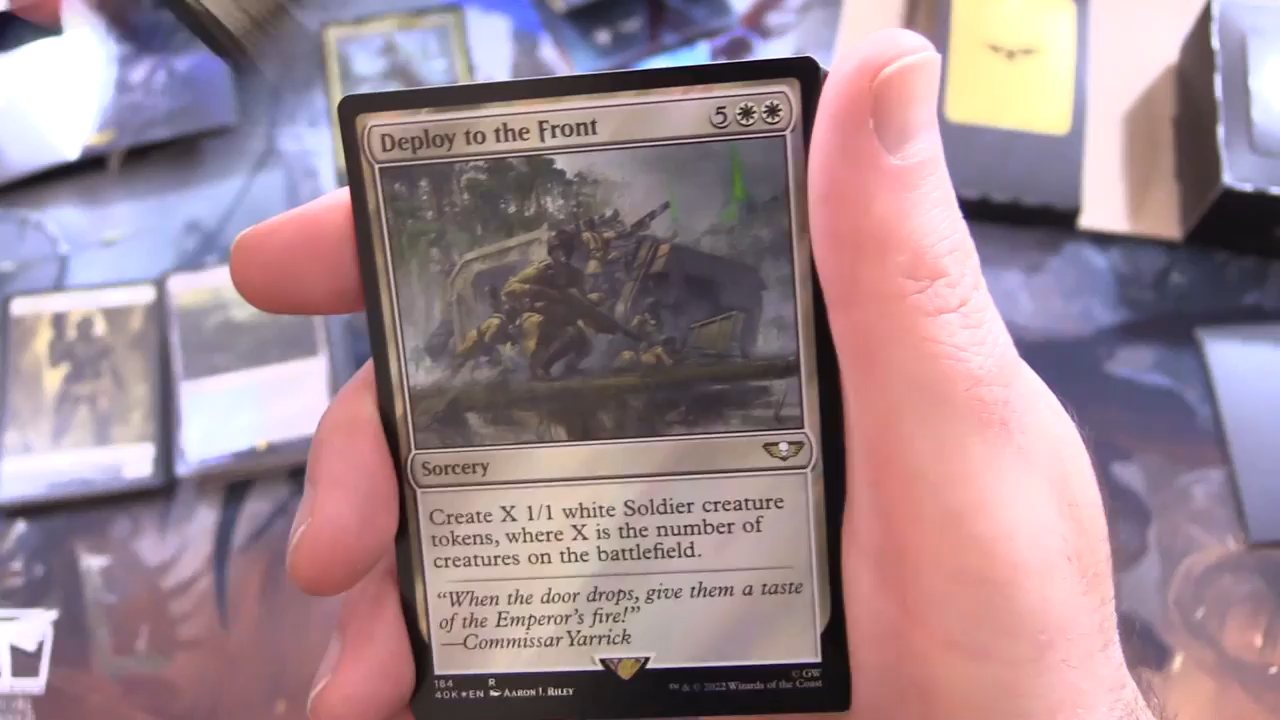 Deploy to the Front 5
Sorcery
Create X 1/1 white Soldier creature
tokens, where X is the number of
creatures on the battlefield.
“When the door drops, give them a taste
of the Emperor’s fire!”
—Commissar Yarrick
164 R
40K★EN Aaron J. Riley
© GW
™ & © 2022 Wizards of the Coast